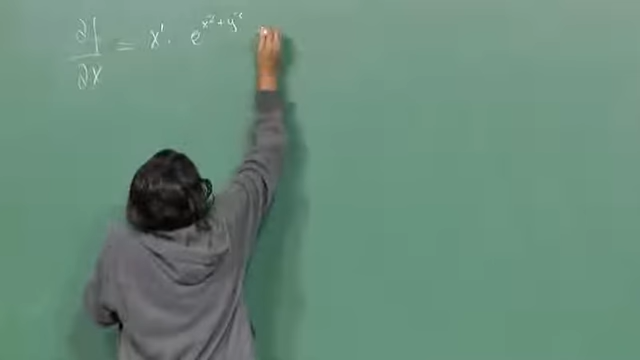 ∂f/∂x = x' · e^{x²+y²}